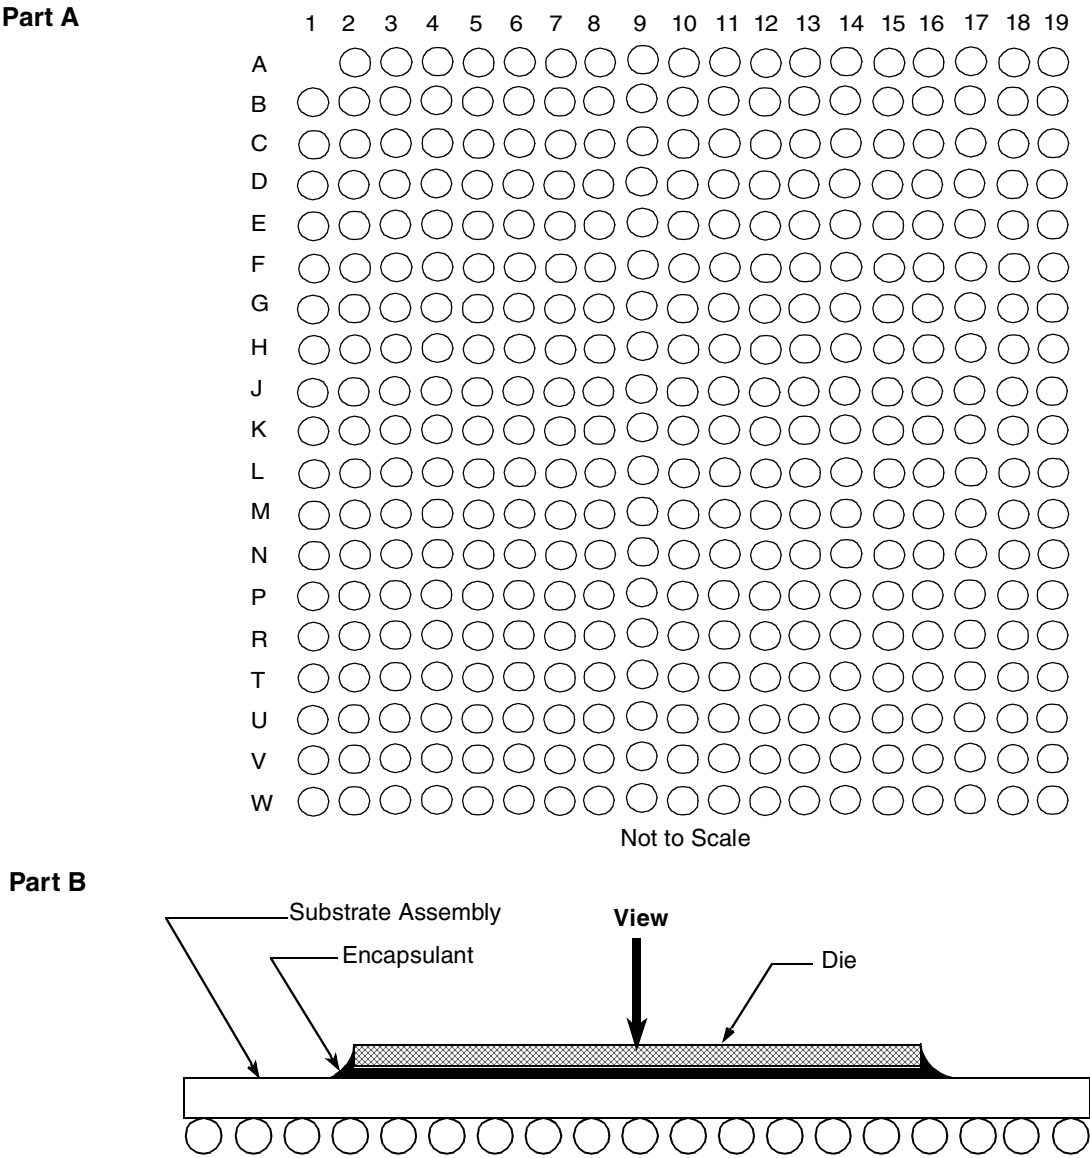 Part A
1 2 3 4 5 6 7 8 9 10 11 12 13 14 15 16 17 18 19
A
B
C
D
E
F
G
H
J
K
L
M
N
P
R
T
U
V
W
Not to Scale
Part B
Substrate Assembly
View
Encapsulant
Die